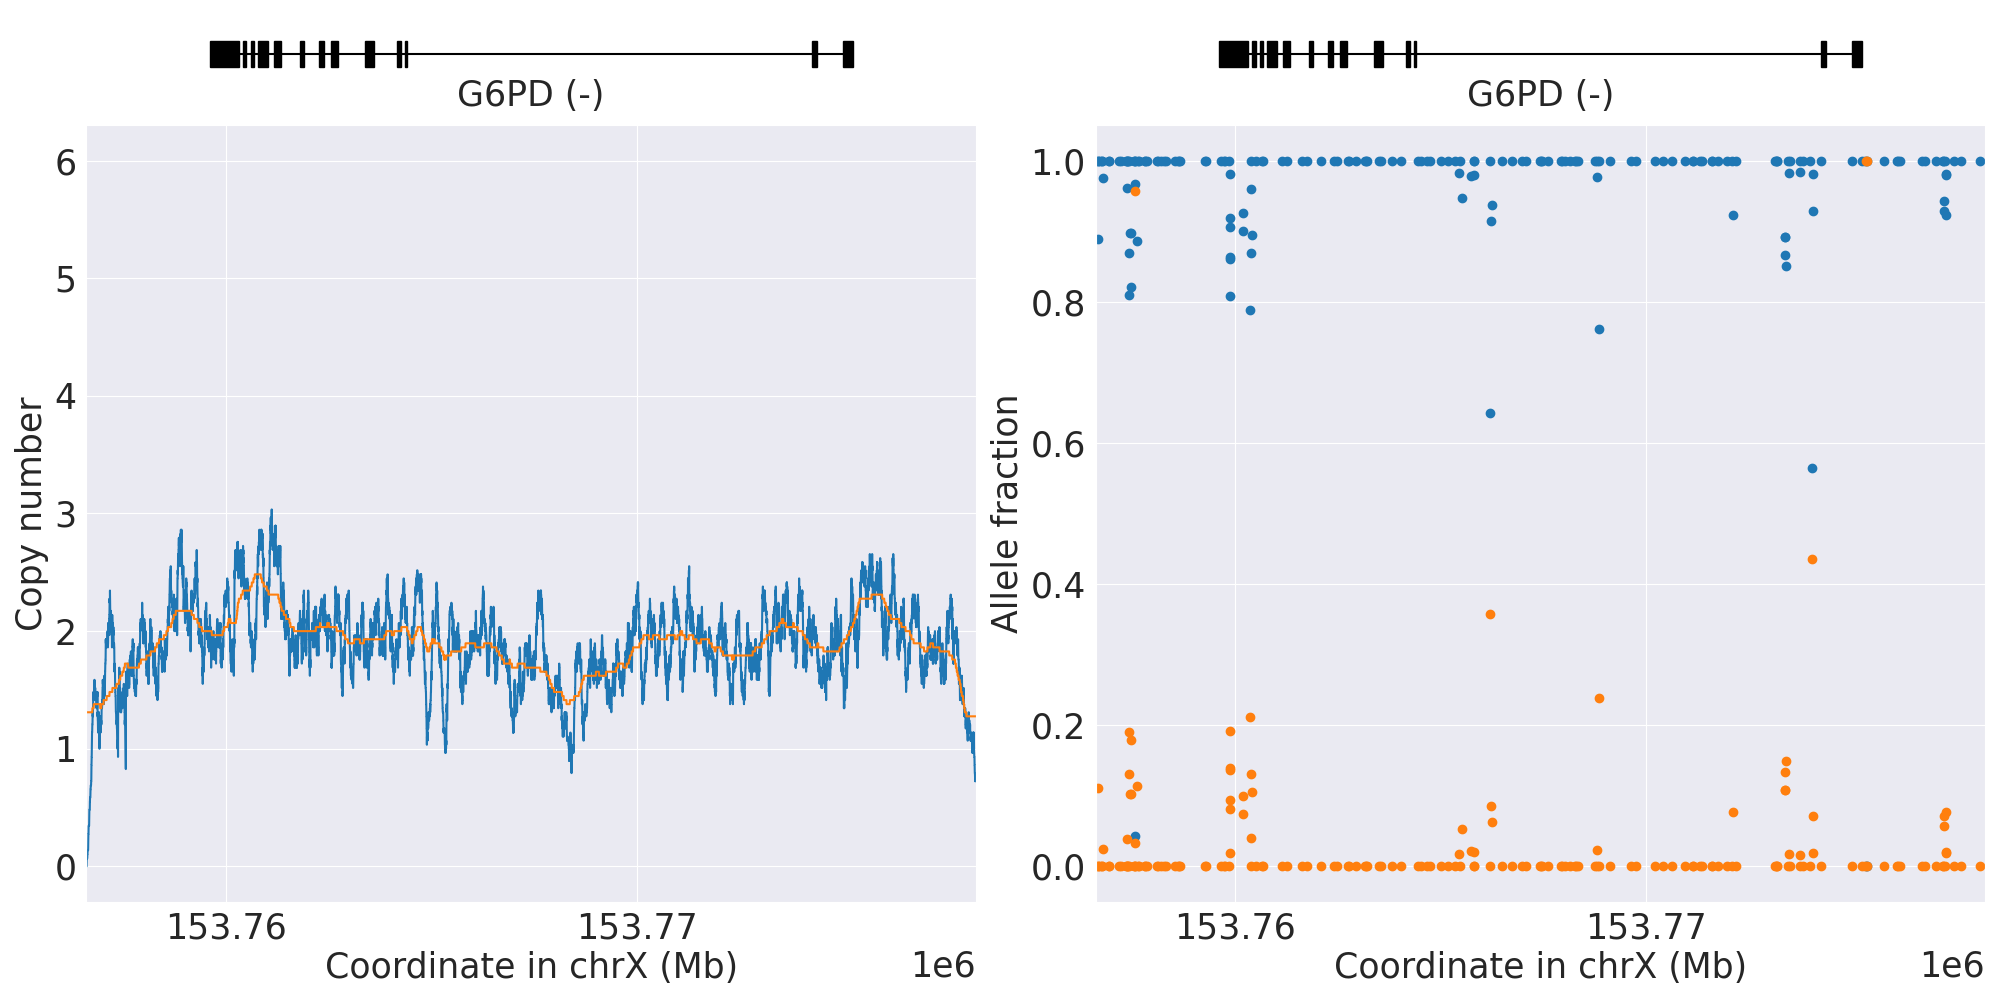 G6PD (-)
G6PD (-)
Copy number
6
5
4
3
2
1
0
153.76
153.77
Coordinate in chrX (Mb)
1e6
Allele fraction
1.0
0.8
0.6
0.4
0.2
0.0
153.76
153.77
Coordinate in chrX (Mb)
1e6